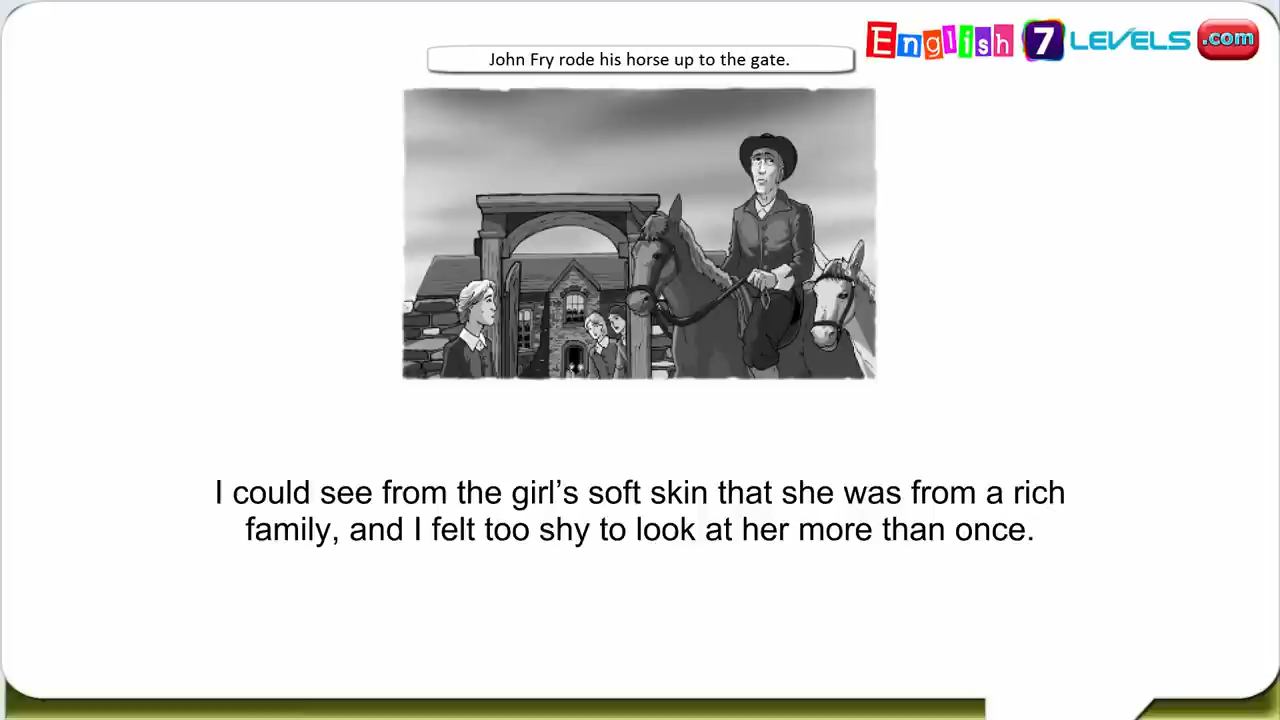 English 7 LEVELS .com
John Fry rode his horse up to the gate.
I could see from the girl's soft skin that she was from a rich
family, and I felt too shy to look at her more than once.